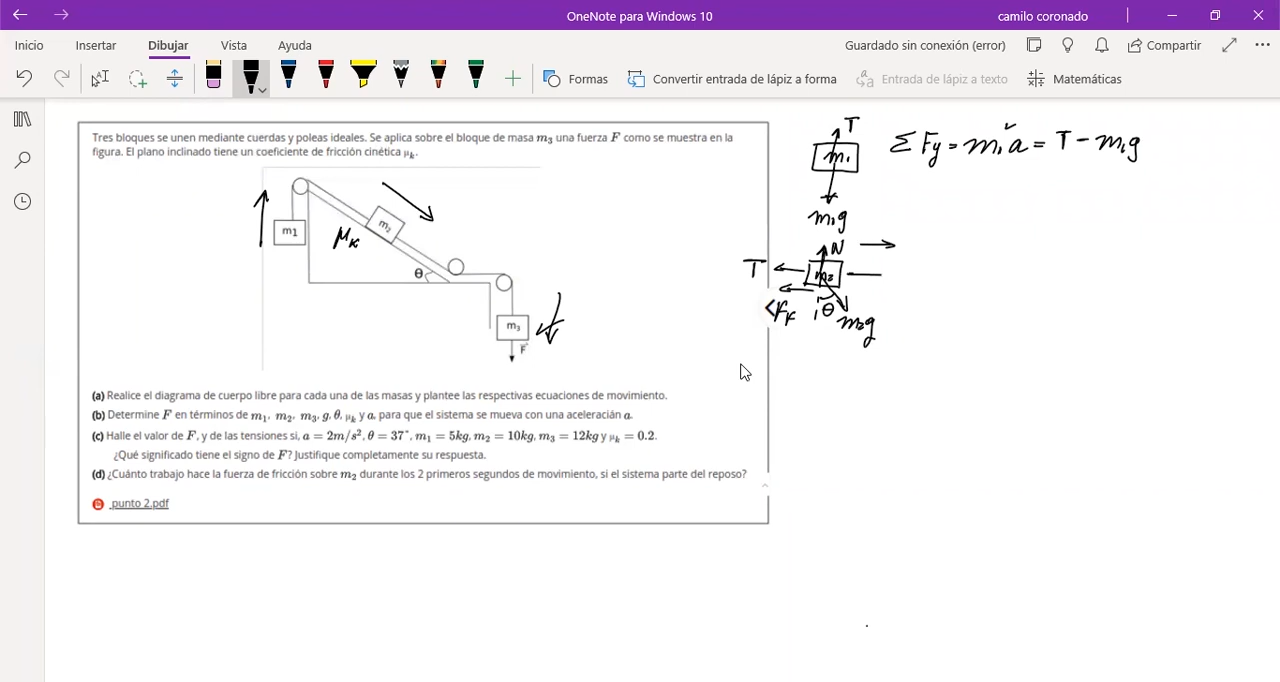 OneNote para Windows 10
camilo coronado
Inicio Insertar Dibujar Vista Ayuda
Guardado sin conexión (error) Compartir
Formas Convertir entrada de lápiz a forma Entrada de lápiz a texto Matemáticas
Tres bloques se unen mediante cuerdas y poleas ideales. Se aplica sobre el bloque de masa m₃ una fuerza F como se muestra en la
figura. El plano inclinado tiene un coeficiente de fricción cinética μₖ.
m1
m₂
μκ
θ
m₃
F
(a) Realice el diagrama de cuerpo libre para cada una de las masas y plantee las respectivas ecuaciones de movimiento.
(b) Determine F en términos de m₁, m₂, m₃, g, θ, μₖ y a, para que el sistema se mueva con una aceleracián a.
(c) Halle el valor de F, y de las tensiones si, a = 2m/s², θ = 37°, m₁ = 5kg, m₂ = 10kg, m₃ = 12kg y μₖ = 0.2.
¿Qué significado tiene el signo de F? Justifique completamente su respuesta.
(d) ¿Cuánto trabajo hace la fuerza de fricción sobre m₂ durante los 2 primeros segundos de movimiento, si el sistema parte del reposo?
punto 2.pdf
T
m₁
m₁g
Σ Fy = m₁a = T - m₁g
N
T
m₂
θ
m₂g